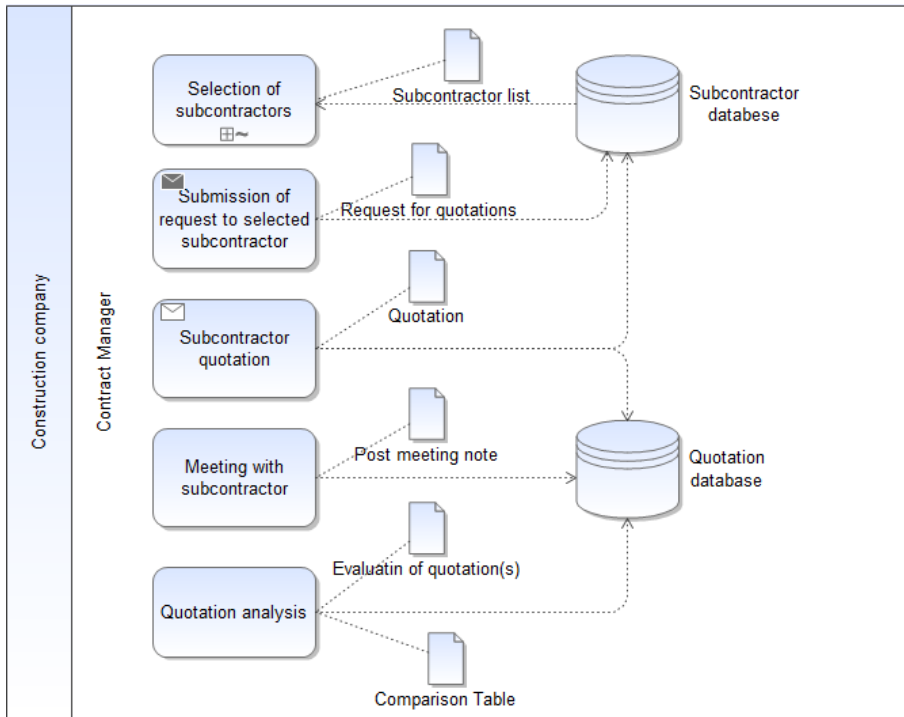 Construction company
Contract Manager
Selection of
subcontractors
Subcontractor list
Subcontractor
databese
Submission of
request to selected
subcontractor
Request for quotations
Subcontractor
quotation
Quotation
Meeting with
subcontractor
Post meeting note
Quotation
database
Quotation analysis
Evaluatin of quotation(s)
Comparison Table